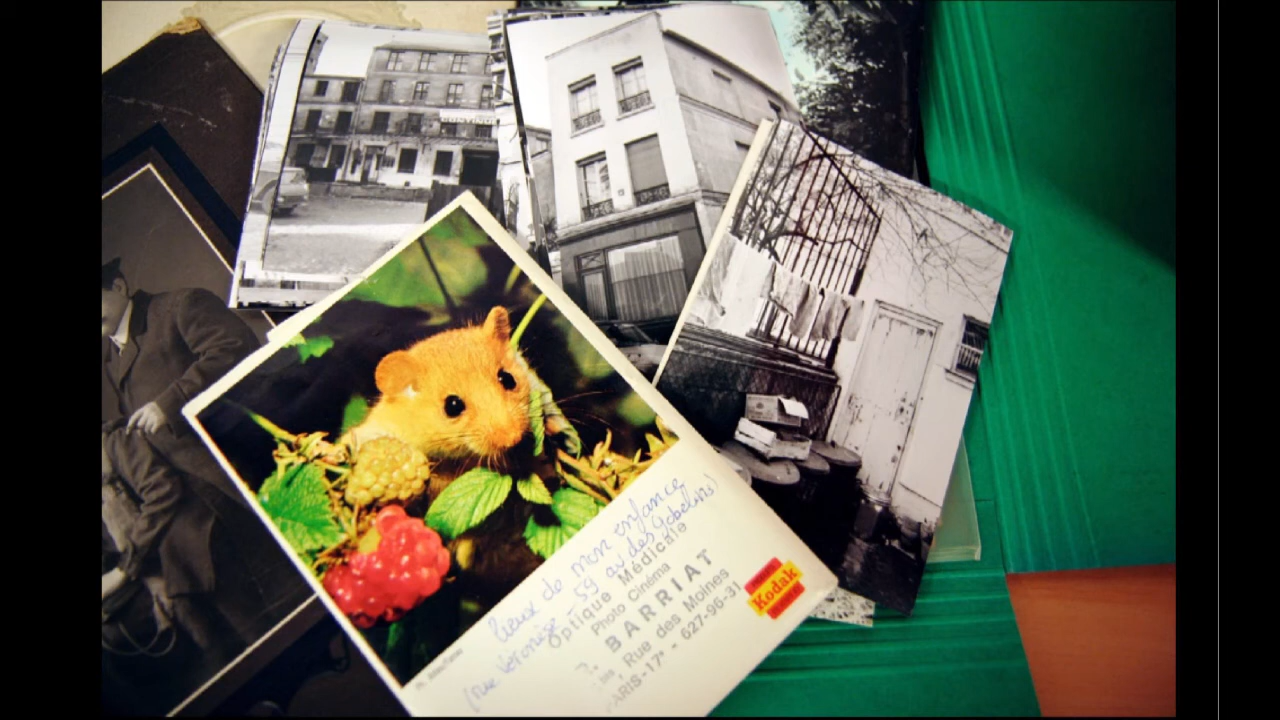 lieux de mon enfance
(rue Véronèse – 59 av des Gobelins)
Optique Médicale
Photo Cinéma
BARRIAT
Rue des Moines
PARIS-17e - 627-96-31
Kodak